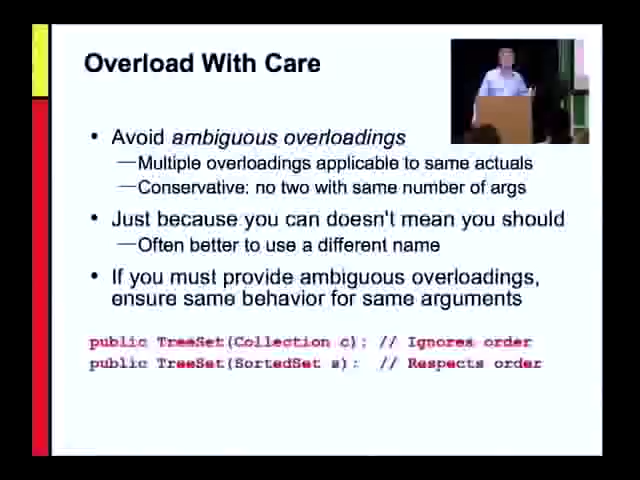 Overload With Care
• Avoid ambiguous overloadings
—Multiple overloadings applicable to same actuals
—Conservative: no two with same number of args
• Just because you can doesn't mean you should
—Often better to use a different name
• If you must provide ambiguous overloadings,
ensure same behavior for same arguments
public TreeSet(Collection c); // Ignores order
public TreeSet(SortedSet s); // Respects order